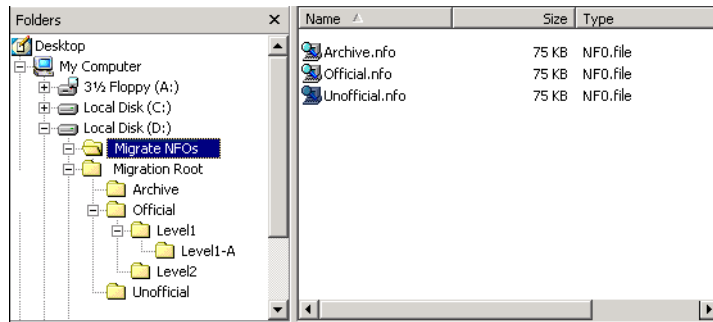 Folders
Desktop
My Computer
3½ Floppy (A:)
Local Disk (C:)
Local Disk (D:)
Migrate NFOs
Migration Root
Archive
Official
Level1
Level1-A
Level2
Unofficial
Name Size Type
Archive.nfo 75 KB NFO.file
Official.nfo 75 KB NFO.file
Unofficial.nfo 75 KB NFO.file